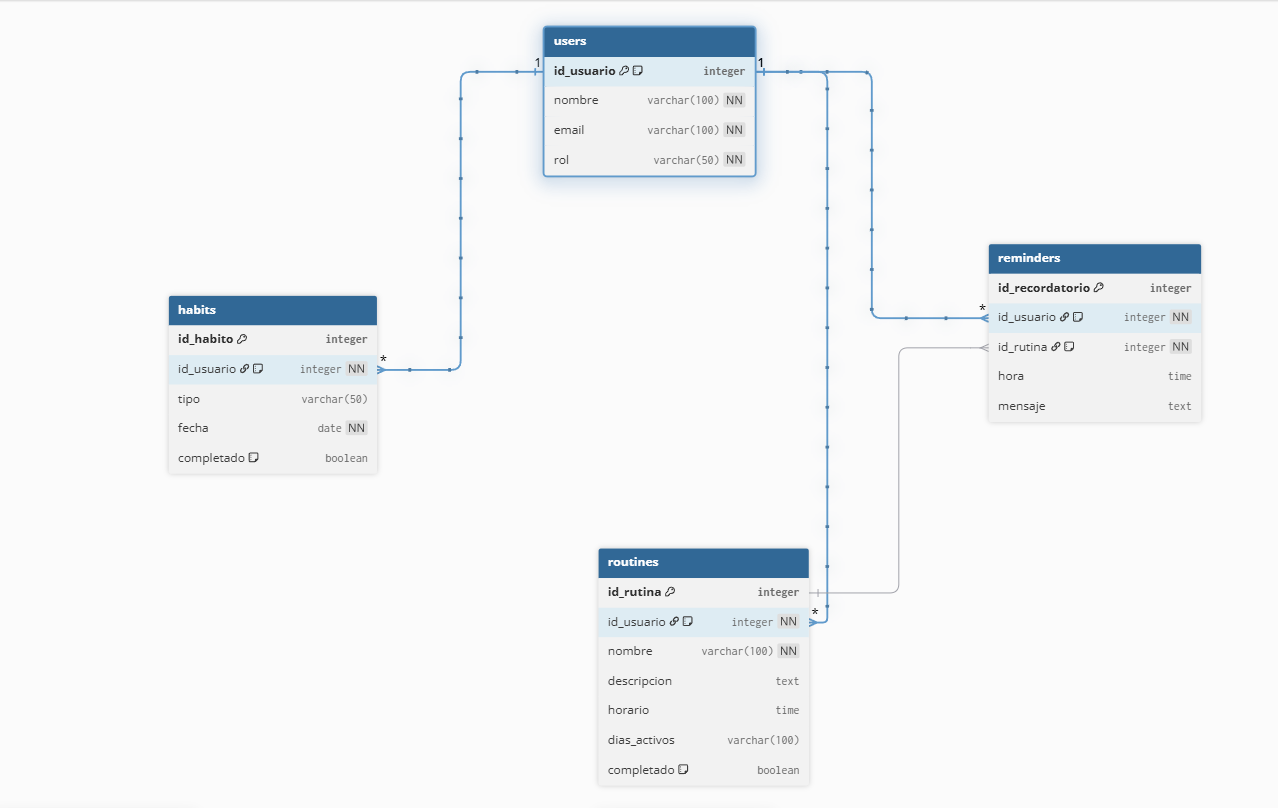 users
1
id_usuario integer
1
nombre varchar(100) NN
email varchar(100) NN
rol varchar(50) NN
reminders
id_recordatorio integer
*
id_usuario integer NN
id_rutina integer NN
hora time
mensaje text
habits
id_habito integer
*
id_usuario integer NN
tipo varchar(50)
fecha date NN
completado boolean
routines
id_rutina integer
*
id_usuario integer NN
nombre varchar(100) NN
descripcion text
horario time
dias_activos varchar(100)
completado boolean